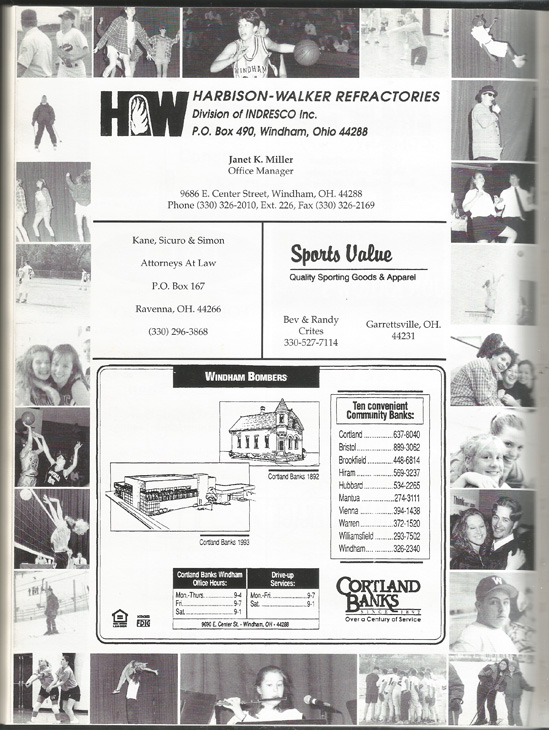 HW HARBISON-WALKER REFRACTORIES
Division of INDRESCO Inc.
P.O. Box 490, Windham, Ohio 44288
Janet K. Miller
Office Manager
9686 E. Center Street, Windham, OH. 44288
Phone (330) 326-2010, Ext. 226, Fax (330) 326-2169
Kane, Sicuro & Simon
Attorneys At Law
P.O. Box 167
Ravenna, OH. 44266
(330) 296-3868
Sports Value
Quality Sporting Goods & Apparel
Bev & Randy
Crites
330-527-7114
Garrettsville, OH.
44231
WINDHAM BOMBERS
Cortland Banks 1892
Cortland Banks 1993
Ten convenient
Community Banks:
Cortland ............ 637-8040
Bristol ............... 889-3062
Brookfield .......... 448-6814
Hiram ................ 569-3237
Hubbard ............ 534-2265
Mantua .............. 274-3111
Vienna ............... 394-1438
Warren .............. 372-1520
Williamsfield ....... 293-7502
Windham .... 326-2340
Cortland Banks Windham
Office Hours:
Mon.-Thurs. ............ 9-4
Fri. ............ 9-7
Sat. ............ 9-1
Drive-up
Services:
Mon.-Fri. ............ 9-7
Sat. ............ 9-1
9690 E. Center St. - Windham, OH - 44288
FDIC
CORTLAND
BANKS
SINCE 1892
Over a Century of Service
WINDHAM
W